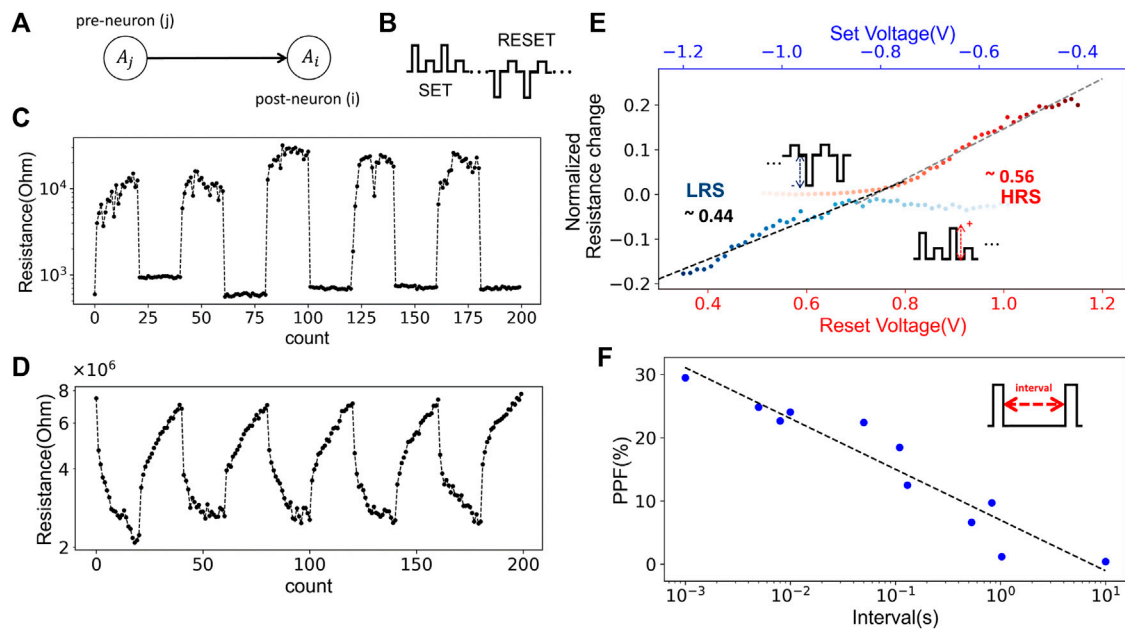 A
pre-neuron (j)
A_j
A_i
post-neuron (i)
B
RESET
SET
C
Resistance(Ohm)
10^4
10^3
0 25 50 75 100 125 150 175 200
count
D
×10^6
Resistance(Ohm)
8
6
4
2
0 50 100 150 200
count
E
Set Voltage(V)
−1.2 −1.0 −0.8 −0.6 −0.4
Normalized
Resistance change
0.2
0.1
0.0
−0.1
−0.2
...
-
LRS
~ 0.44
~ 0.56
HRS
+
...
0.4 0.6 0.8 1.0 1.2
Reset Voltage(V)
F
PPF(%)
30
20
10
0
interval
10^−3 10^−2 10^−1 10^0 10^1
Interval(s)